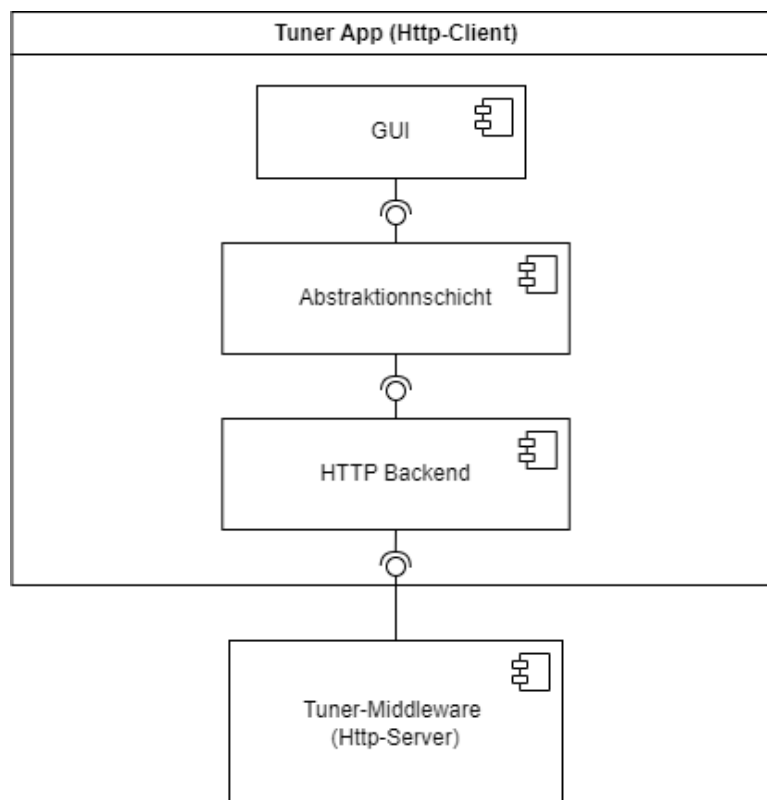 Tuner App (Http-Client)
GUI
Abstraktionnschicht
HTTP Backend
Tuner-Middleware
(Http-Server)